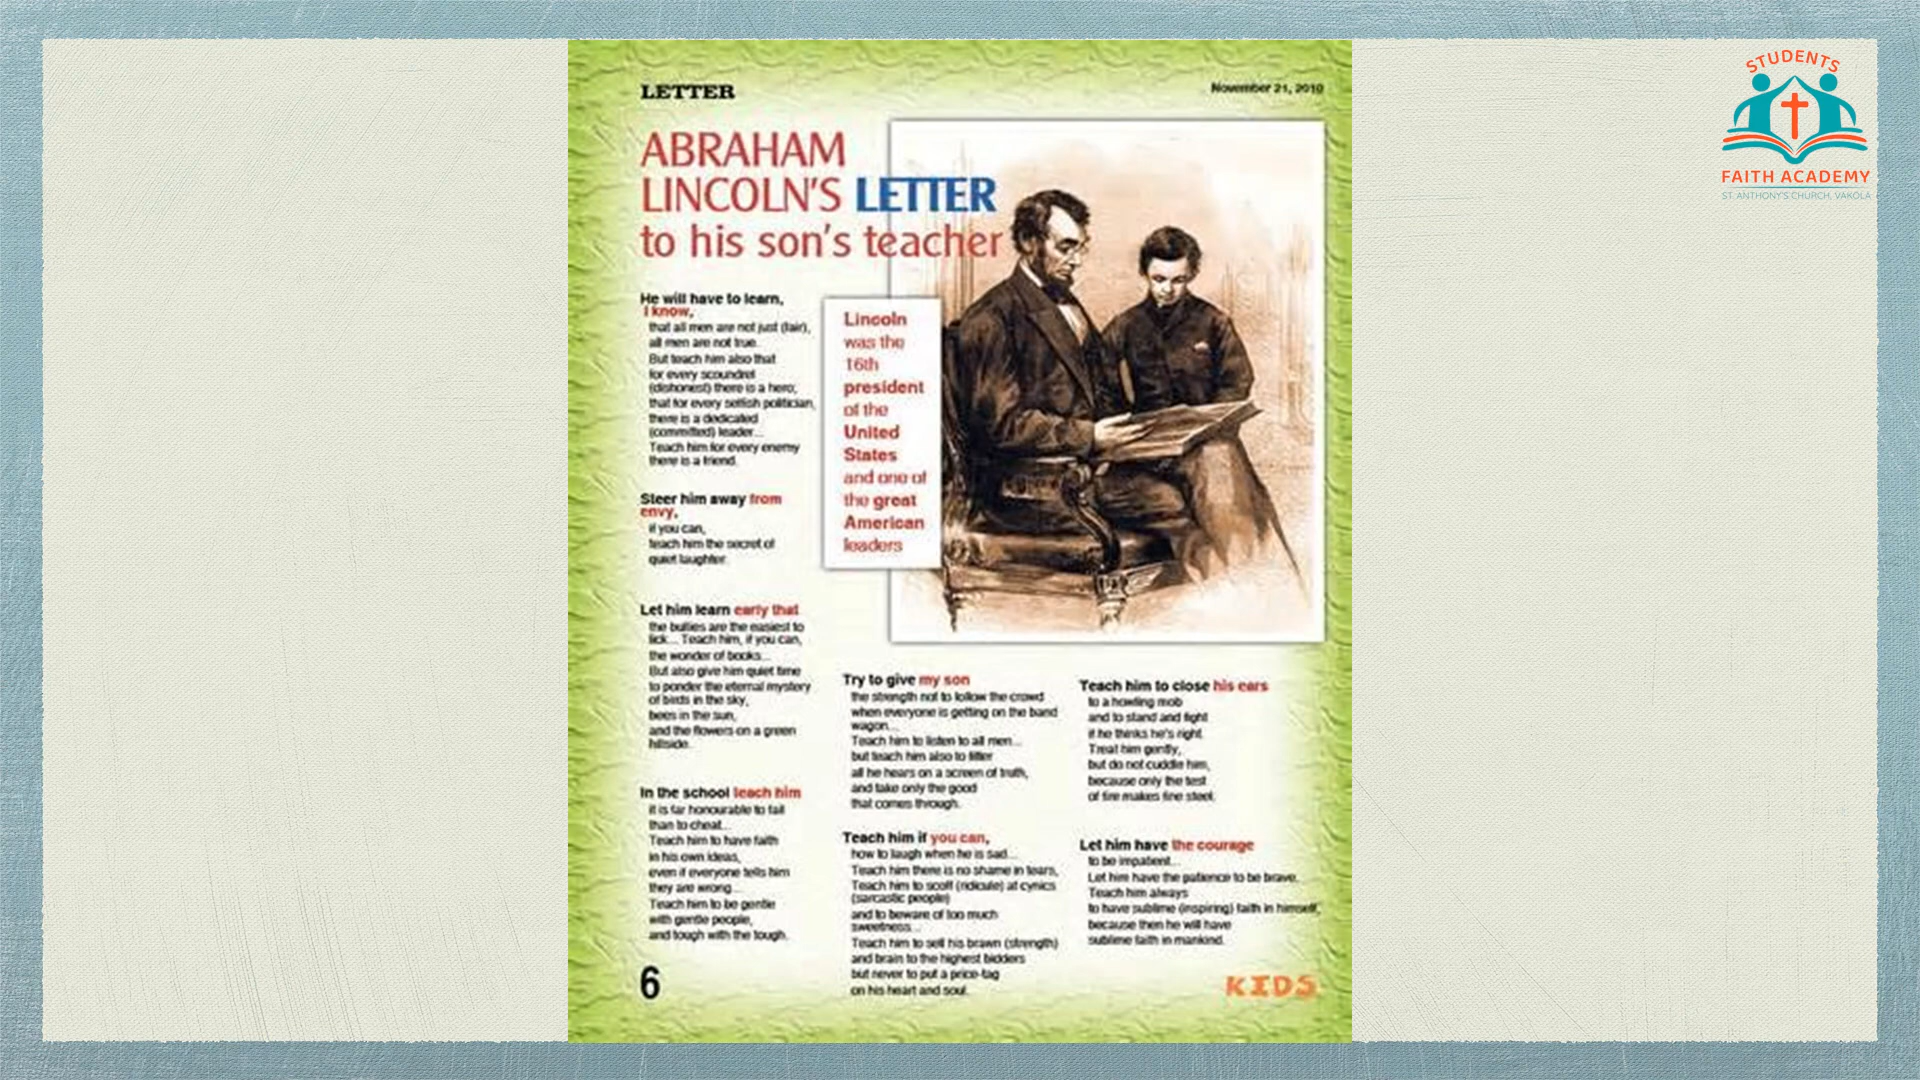 STUDENTS
FAITH ACADEMY
ST. ANTHONY'S CHURCH, VAKOLA
LETTER
November 21, 2010
ABRAHAM
LINCOLN'S LETTER
to his son's teacher
He will have to learn,
I know,
that all men are not just (fair),
all men are not true.
But teach him also that
for every scoundrel
(dishonest) there is a hero;
that for every selfish politician,
there is a dedicated
(committed) leader...
Teach him for every enemy
there is a friend.
Steer him away from
envy,
if you can,
teach him the secret of
quiet laughter.
Let him learn early that
the bullies are the easiest to
lick... Teach him, if you can,
the wonder of books...
But also give him quiet time
to ponder the eternal mystery
of birds in the sky,
bees in the sun,
and the flowers on a green
hillside.
In the school teach him
it is far honourable to fail
than to cheat...
Teach him to have faith
in his own ideas,
even if everyone tells him
they are wrong...
Teach him to be gentle
with gentle people,
and tough with the tough.
Lincoln
was the
16th
president
of the
United
States
and one of
the great
American
leaders
Try to give my son
the strength not to follow the crowd
when everyone is getting on the band
wagon...
Teach him to listen to all men...
but teach him also to filter
all he hears on a screen of truth,
and take only the good
that comes through.
Teach him if you can,
how to laugh when he is sad...
Teach him there is no shame in tears,
Teach him to scoff (ridicule) at cynics
(sarcastic people)
and to beware of too much
sweetness...
Teach him to sell his brawn (strength)
and brain to the highest bidders
but never to put a price-tag
on his heart and soul.
Teach him to close his ears
to a howling mob
and to stand and fight
if he thinks he's right.
Treat him gently,
but do not cuddle him,
because only the test
of fire makes fine steel.
Let him have the courage
to be impatient...
Let him have the patience to be brave.
Teach him always
to have sublime (inspiring) faith in himself,
because then he will have
sublime faith in mankind.
6
KIDS